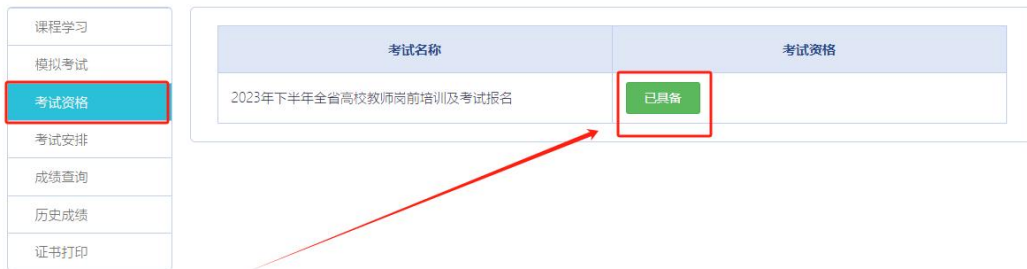 课程学习
模拟考试
考试资格
考试安排
成绩查询
历史成绩
证书打印
考试名称 考试资格
2023年下半年全省高校教师岗前培训及考试报名 已具备